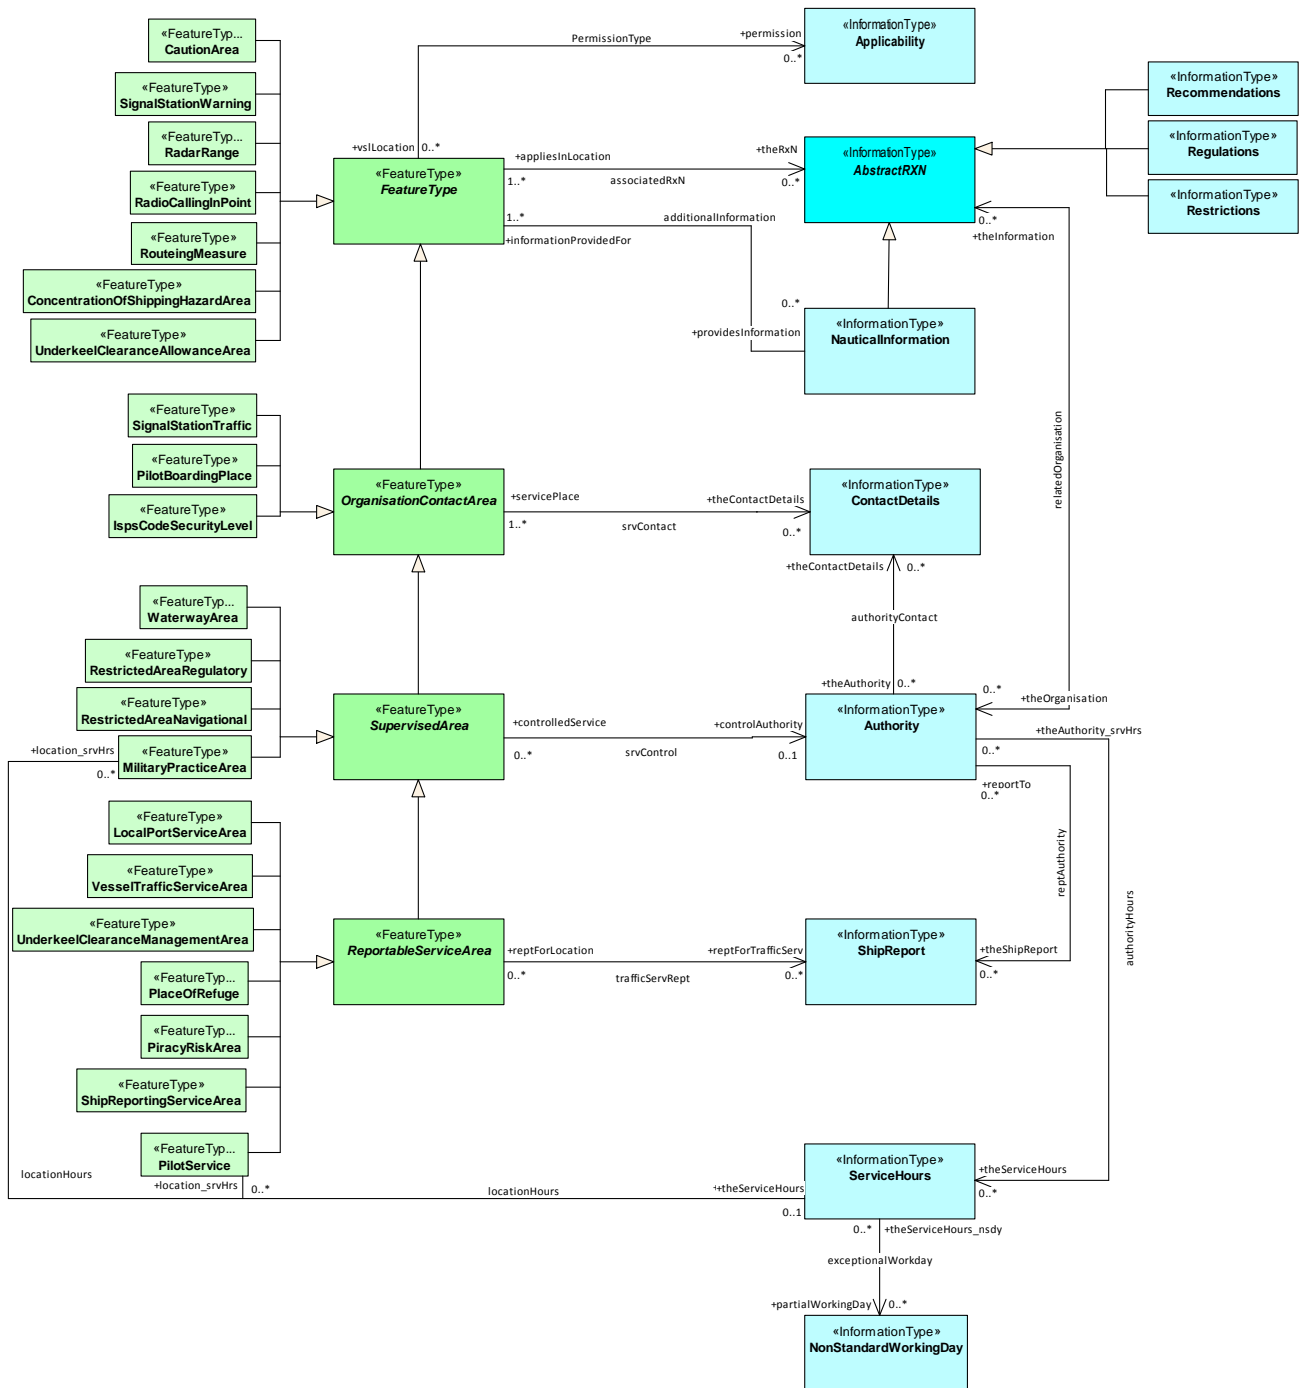 «FeatureTyp...
CautionArea
«FeatureType»
SignalStationWarning
«FeatureTyp...
RadarRange
«FeatureType»
RadioCallingInPoint
«FeatureType»
RouteingMeasure
«FeatureType»
ConcentrationOfShippingHazardArea
«FeatureType»
UnderkeelClearanceAllowanceArea
PermissionType
+permission
0..*
«InformationType»
Applicability
+vslLocation
0..*
«FeatureType»
FeatureType
+appliesInLocation
1..*
associatedRxN
+theRxN
0..*
«InformationType»
AbstractRXN
«InformationType»
Recommendations
«InformationType»
Regulations
«InformationType»
Restrictions
1..*
additionalInformation
+informationProvidedFor
0..*
+theInformation
0..*
+providesInformation
«InformationType»
NauticalInformation
relatedOrganisation
«FeatureType»
SignalStationTraffic
«FeatureType»
PilotBoardingPlace
«FeatureType»
IspsCodeSecurityLevel
«FeatureType»
OrganisationContactArea
+servicePlace
1..*
srvContact
+theContactDetails
0..*
«InformationType»
ContactDetails
+theContactDetails
0..*
authorityContact
+theAuthority
0..*
«FeatureTyp...
WaterwayArea
«FeatureType»
RestrictedAreaRegulatory
«FeatureType»
RestrictedAreaNavigational
«FeatureType»
MilitaryPracticeArea
+location_srvHrs
0..*
«FeatureType»
SupervisedArea
+controlledService
0..*
srvControl
+controlAuthority
0..1
«InformationType»
Authority
0..*
+theOrganisation
+theAuthority_srvHrs
0..*
+reportTo
0..*
reptAuthority
authorityHours
«FeatureType»
LocalPortServiceArea
«FeatureType»
VesselTrafficServiceArea
«FeatureType»
UnderkeelClearanceManagementArea
«FeatureTyp...
PlaceOfRefuge
«FeatureTyp...
PiracyRiskArea
«FeatureType»
ShipReportingServiceArea
«FeatureTyp...
PilotService
«FeatureType»
ReportableServiceArea
+reptForLocation
0..*
trafficServRept
+reptForTrafficServ
0..*
«InformationType»
ShipReport
+theShipReport
0..*
locationHours
+location_srvHrs
0..*
locationHours
+theServiceHours
0..1
«InformationType»
ServiceHours
+theServiceHours
0..*
0..*
+theServiceHours_nsdy
exceptionalWorkday
+partialWorkingDay
0..*
«InformationType»
NonStandardWorkingDay